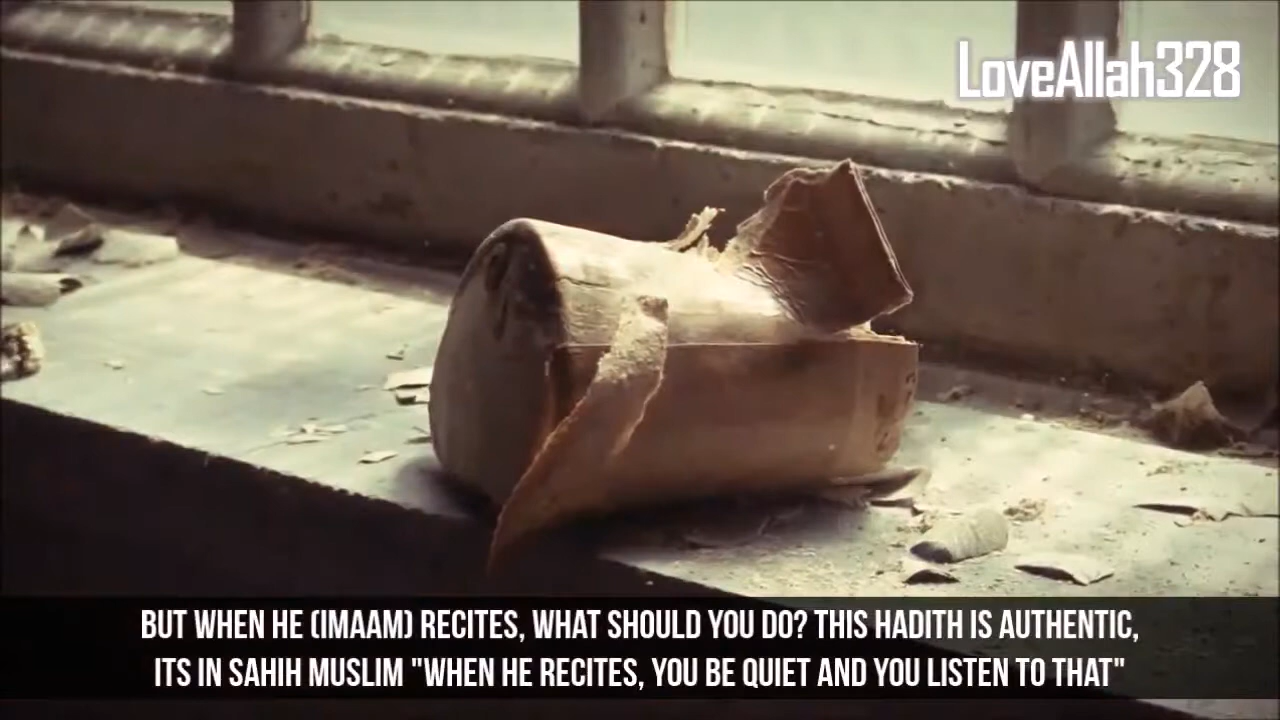 LoveAllah328
BUT WHEN HE (IMAAM) RECITES, WHAT SHOULD YOU DO? THIS HADITH IS AUTHENTIC,
ITS IN SAHIH MUSLIM "WHEN HE RECITES, YOU BE QUIET AND YOU LISTEN TO THAT"